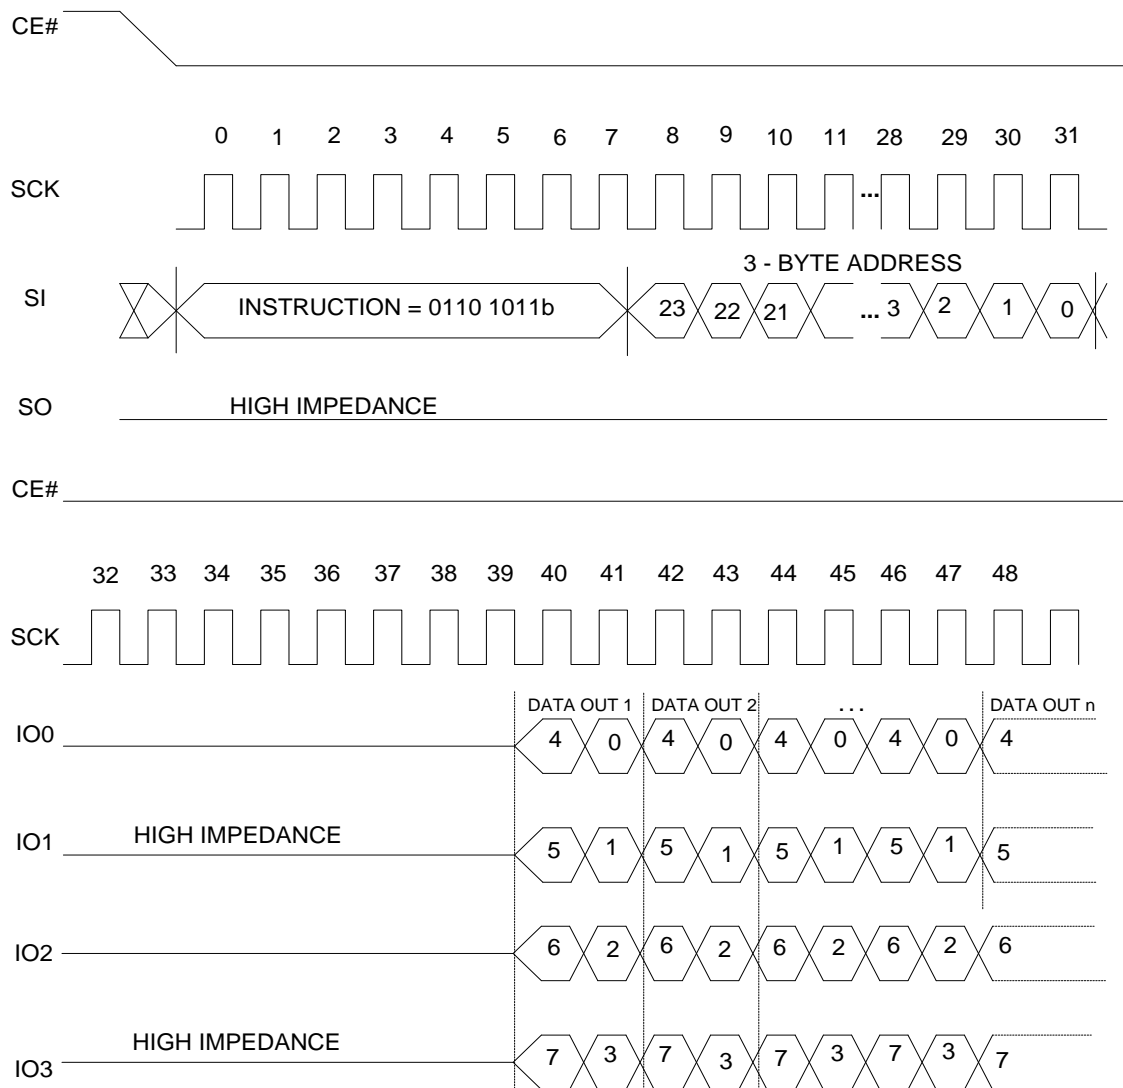 CE#
0 1 2 3 4 5 6 7 8 9 10 11 28 29 30 31
SCK ...
3 - BYTE ADDRESS
SI INSTRUCTION = 0110 1011b 23 22 21 ... 3 2 1 0
SO HIGH IMPEDANCE
CE#
32 33 34 35 36 37 38 39 40 41 42 43 44 45 46 47 48
SCK
DATA OUT 1 DATA OUT 2 ... DATA OUT n
IO0 4 0 4 0 4 0 4 0 4
IO1 HIGH IMPEDANCE 5 1 5 1 5 1 5 1 5
IO2 6 2 6 2 6 2 6 2 6
IO3 HIGH IMPEDANCE 7 3 7 3 7 3 7 3 7